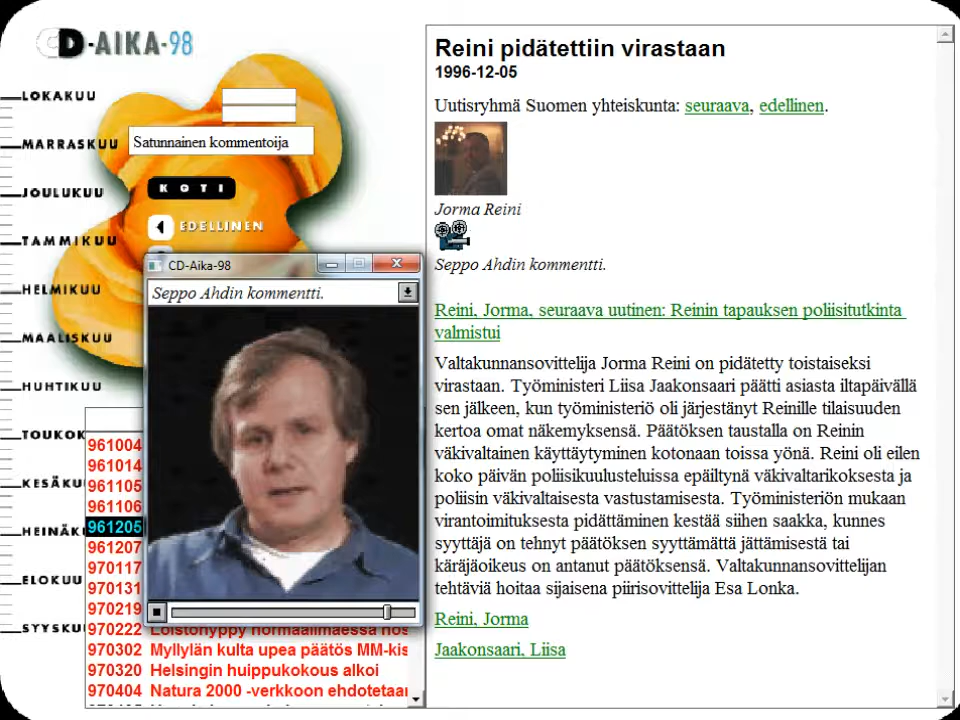 CD-AIKA-98
LOKAKUU
MARRASKUU
JOULUKUU
TAMMIKUU
HELMIKUU
MAALISKUU
HUHTIKUU
TOUKOK
KESÄKU
HEINÄK
ELOKUU
SYYSKU
Satunnainen kommentoija
KOTI
EDELLINEN
CD-Aika-98
Seppo Ahdin kommentti.
961004
961014
961105
961106
961205
961207
970117
970131
970219
970222 Loistohyppy normaalimäessä
970302 Myllylän kulta upea päätös MM-kis
970320 Helsingin huippukokous alkoi
970404 Natura 2000 -verkkoon ehdotetaan
Reini pidätettiin virastaan
1996-12-05
Uutisryhmä Suomen yhteiskunta: seuraava, edellinen.
Jorma Reini
Seppo Ahdin kommentti.
Reini, Jorma, seuraava uutinen: Reinin tapauksen poliisitutkinta
valmistui
Valtakunnansovittelija Jorma Reini on pidätetty toistaiseksi
virastaan. Työministeri Liisa Jaakonsaari päätti asiasta iltapäivällä
sen jälkeen, kun työministeriö oli järjestänyt Reinille tilaisuuden
kertoa omat näkemyksensä. Päätöksen taustalla on Reinin
väkivaltainen käyttäytyminen kotonaan toissa yönä. Reini oli eilen
koko päivän poliisikuulusteluissa epäiltynä väkivaltarikoksesta ja
poliisin väkivaltaisesta vastustamisesta. Työministeriön mukaan
virantoimituksesta pidättäminen kestää siihen saakka, kunnes
syyttäjä on tehnyt päätöksen syyttämättä jättämisestä tai
käräjäoikeus on antanut päätöksensä. Valtakunnansovittelijan
tehtäviä hoitaa sijaisena piirisovittelija Esa Lonka.
Reini, Jorma
Jaakonsaari, Liisa